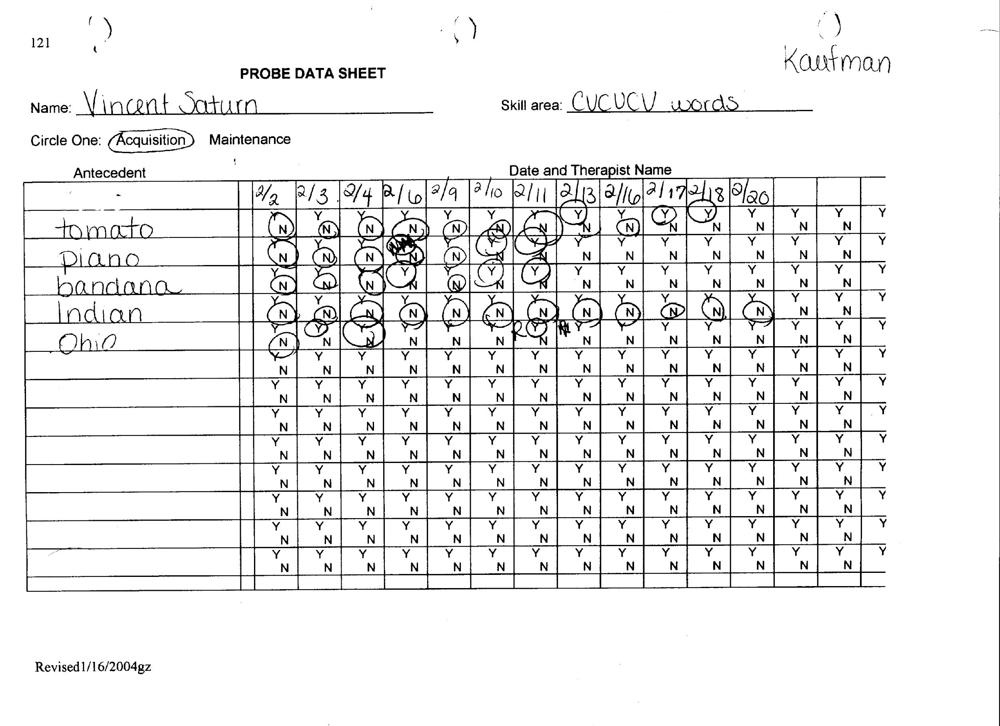 121
Kaufman
PROBE DATA SHEET
Name: Vincent Saturn Skill area: CVCVCV words
Circle One: Acquisition Maintenance
Antecedent Date and Therapist Name
2/2 2/3 2/4 2/6 2/9 2/10 2/11 2/13 2/16 2/17 2/18 2/20
Y Y Y Y Y Y Y Y Y Y Y Y Y Y Y
tomato N N N N N N N N N N N N N N
Y Y Y Y Y Y Y Y Y Y Y Y Y Y
piano N N N N N N N N N N N N N N
Y Y Y Y Y Y Y Y Y Y Y Y Y Y Y
bandana N N N N N N N N N N N N N N
Y Y Y Y Y Y Y Y Y Y Y Y Y Y Y
Indian N N N N N N N N N N N N N N
Y Y Y Y Y Y R Y Y Y Y Y Y Y Y Y
Ohio N N N N N N N N N N N N N N
Y Y Y Y Y Y Y Y Y Y Y Y Y Y Y
N N N N N N N N N N N N N N
Y Y Y Y Y Y Y Y Y Y Y Y Y Y Y
N N N N N N N N N N N N N N
Y Y Y Y Y Y Y Y Y Y Y Y Y Y Y
N N N N N N N N N N N N N N
Y Y Y Y Y Y Y Y Y Y Y Y Y Y Y
N N N N N N N N N N N N N N
Y Y Y Y Y Y Y Y Y Y Y Y Y Y Y
N N N N N N N N N N N N N N
Y Y Y Y Y Y Y Y Y Y Y Y Y Y Y
N N N N N N N N N N N N N N
Y Y Y Y Y Y Y Y Y Y Y Y Y Y Y
N N N N N N N N N N N N N N
Y Y Y Y Y Y Y Y Y Y Y Y Y Y Y
N N N N N N N N N N N N N N
Revised1/16/2004gz